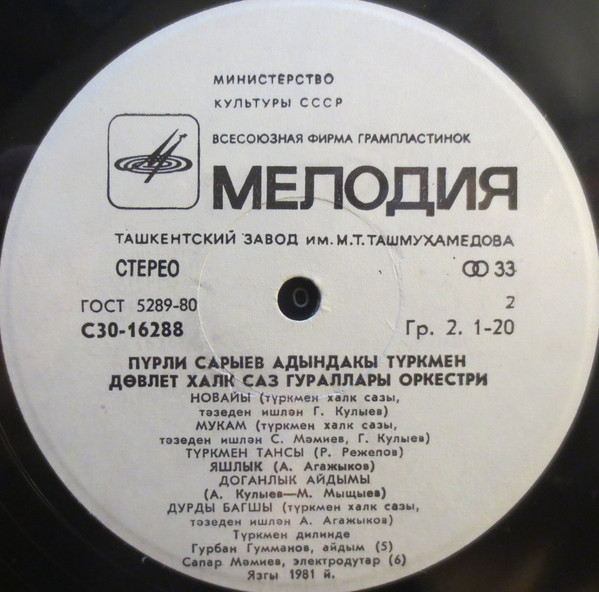 МИНИСТЕРСТВО
КУЛЬТУРЫ СССР
ВСЕСОЮЗНАЯ ФИРМА ГРАМПЛАСТИНОК
МЕЛОДИЯ
ТАШКЕНТСКИЙ ЗАВОД ИМ. М.Т. ТАШМУХАМЕДОВА
СТЕРЕО 33
ГОСТ 5289-80 2
С30-16288 Гр. 2. 1-20
ПҮРЛИ САРЫЕВ АДЫНДАКЫ ТҮРКМЕН
ДӨВЛЕТ ХАЛК САЗ ГУРАЛЛАРЫ ОРКЕСТРИ
НОВАЙЫ (түркмен халк сазы,
тәзеден ишлән Г. Кулыев)
МУКАМ (түркмен халк сазы,
тәзеден ишлән С. Мәмиев, Г. Кулыев)
ТҮРКМЕН ТАНСЫ (Р. Режепов)
ЯШЛЫК (А. Агажыков)
ДОГАНЛЫК АЙДЫМЫ
(А. Кулыев—М. Мыщыев)
ДУРДЫ БАГШЫ (түркмен халк сазы,
тәзеден ишлән А. Агажыков)
Түркмен дилинде
Гурбан Гумманов, айдым (5)
Сапар Мәмиев, электродутар (6)
Язгы 1981 й.